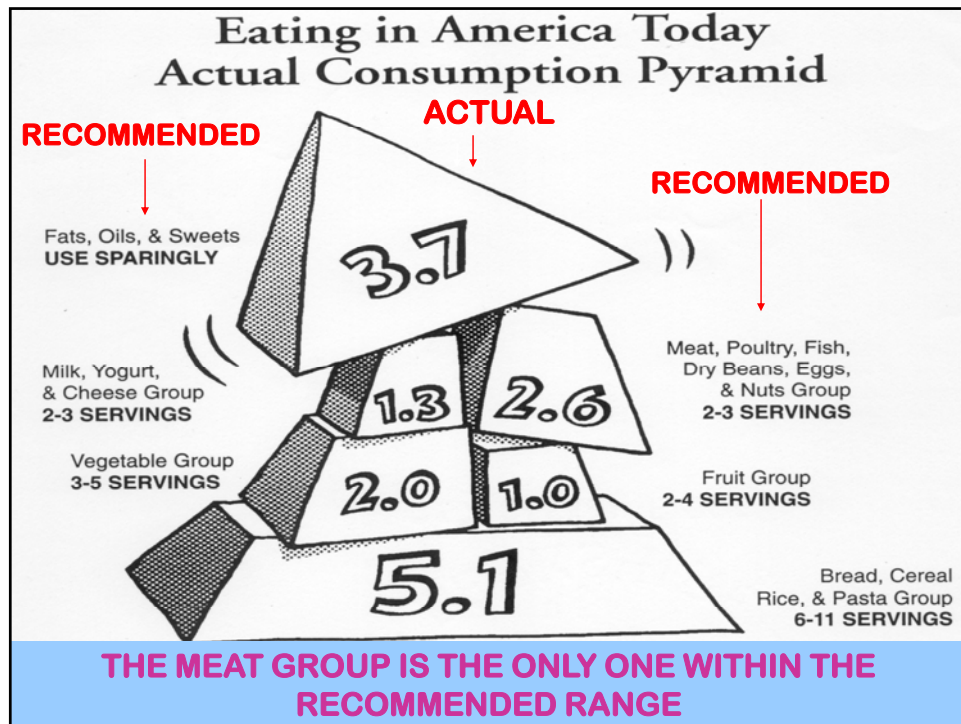 Eating in America Today
Actual Consumption Pyramid
ACTUAL
RECOMMENDED
RECOMMENDED
Fats, Oils, & Sweets
USE SPARINGLY
3.7
Milk, Yogurt,
& Cheese Group
2-3 SERVINGS
1.3
2.6
Meat, Poultry, Fish,
Dry Beans, Eggs,
& Nuts Group
2-3 SERVINGS
Vegetable Group
3-5 SERVINGS
2.0
1.0
Fruit Group
2-4 SERVINGS
5.1
Bread, Cereal
Rice, & Pasta Group
6-11 SERVINGS
THE MEAT GROUP IS THE ONLY ONE WITHIN THE
RECOMMENDED RANGE